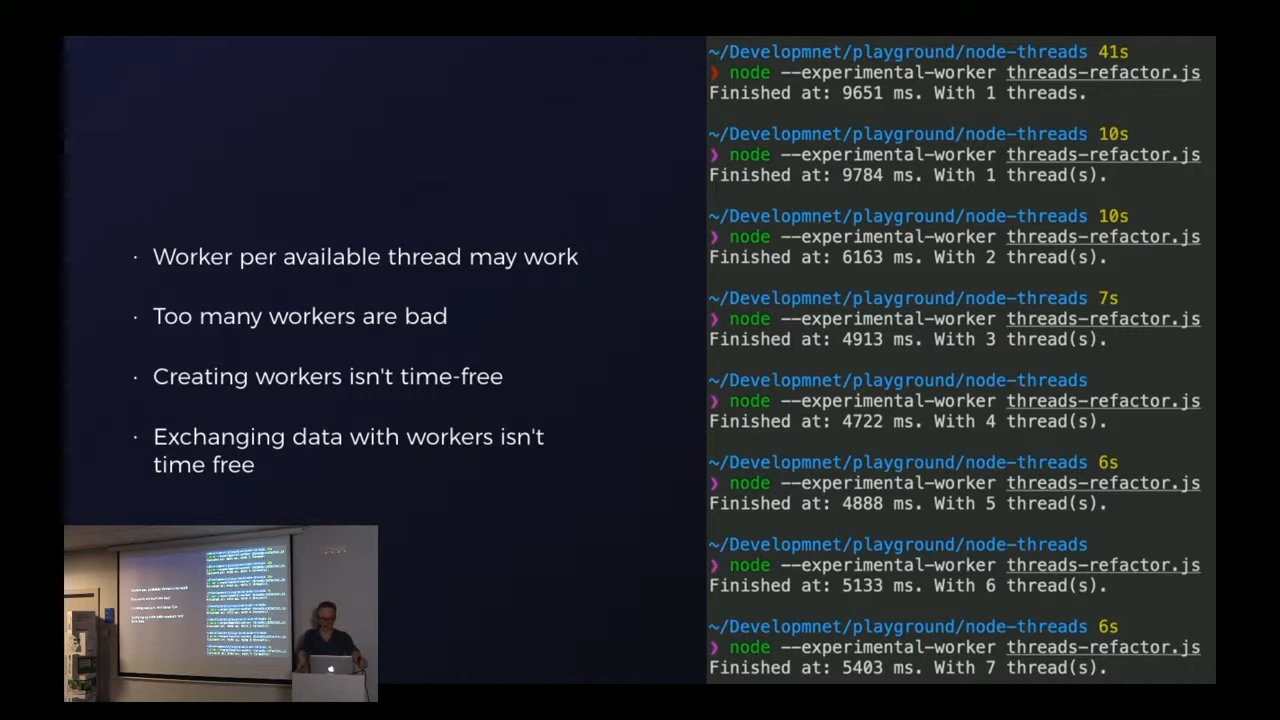 · Worker per available thread may work
· Too many workers are bad
· Creating workers isn't time-free
· Exchanging data with workers isn't
time free
~/Developmnet/playground/node-threads 41s
❯ node --experimental-worker threads-refactor.js
Finished at: 9651 ms. With 1 threads.
~/Developmnet/playground/node-threads 10s
❯ node --experimental-worker threads-refactor.js
Finished at: 9784 ms. With 1 thread(s).
~/Developmnet/playground/node-threads 10s
❯ node --experimental-worker threads-refactor.js
Finished at: 6163 ms. With 2 thread(s).
~/Developmnet/playground/node-threads 7s
❯ node --experimental-worker threads-refactor.js
Finished at: 4913 ms. With 3 thread(s).
~/Developmnet/playground/node-threads
❯ node --experimental-worker threads-refactor.js
Finished at: 4722 ms. With 4 thread(s).
~/Developmnet/playground/node-threads 6s
❯ node --experimental-worker threads-refactor.js
Finished at: 4888 ms. With 5 thread(s).
~/Developmnet/playground/node-threads
❯ node --experimental-worker threads-refactor.js
Finished at: 5133 ms. With 6 thread(s).
~/Developmnet/playground/node-threads 6s
❯ node --experimental-worker threads-refactor.js
Finished at: 5403 ms. With 7 thread(s).